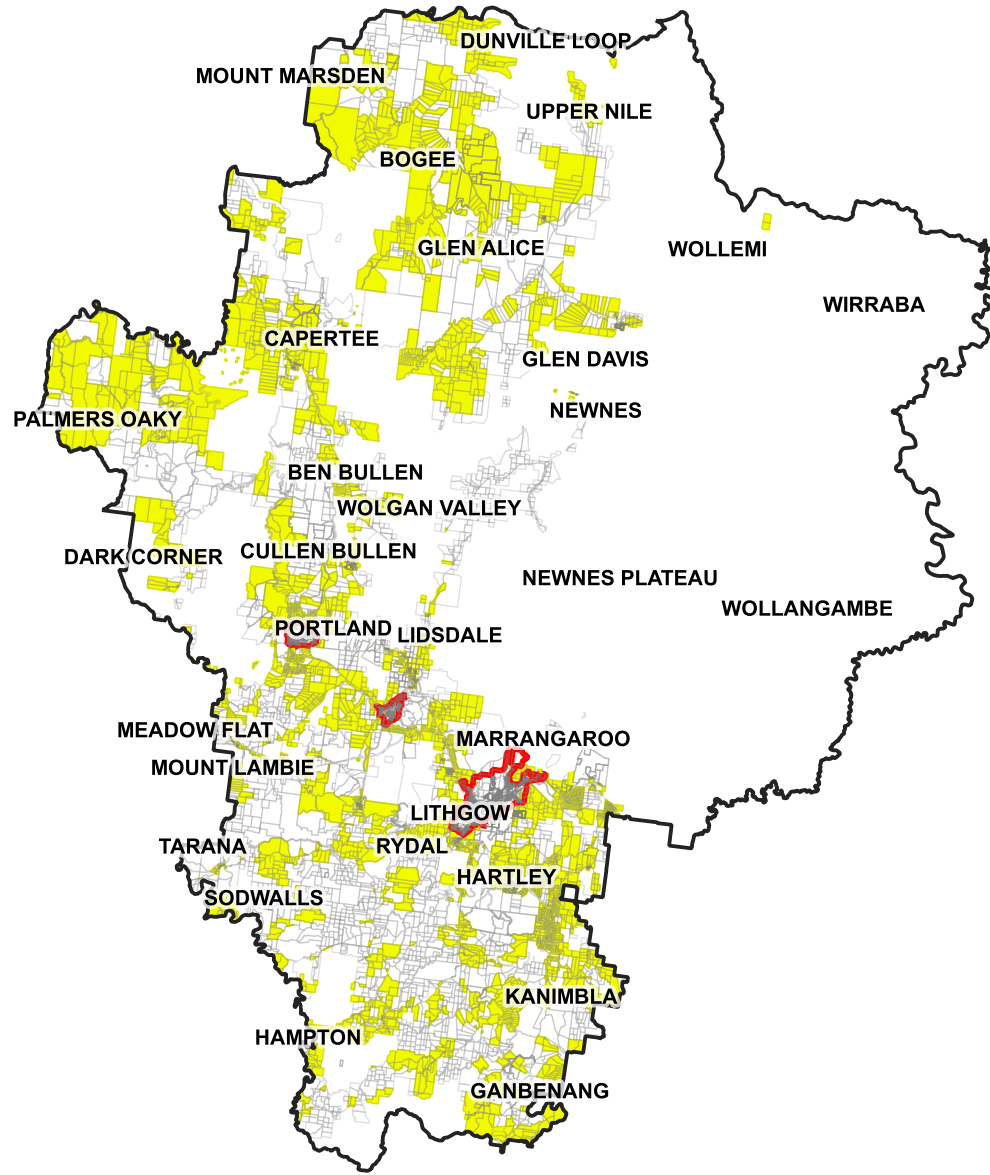 DUNVILLE LOOP
MOUNT MARSDEN
UPPER NILE
BOGEE
GLEN ALICE
WOLLEMI
WIRRABA
CAPERTEE
GLEN DAVIS
NEWNES
PALMERS OAKY
BEN BULLEN
WOLGAN VALLEY
CULLEN BULLEN
DARK CORNER
NEWNES PLATEAU
WOLLANGAMBE
PORTLAND
LIDSDALE
MEADOW FLAT
MARRANGAROO
MOUNT LAMBIE
LITHGOW
TARANA
RYDAL
HARTLEY
SODWALLS
KANIMBLA
HAMPTON
GANBENANG